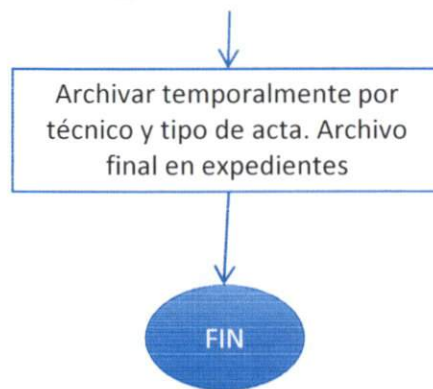 Archivar temporalmente por
técnico y tipo de acta. Archivo
final en expedientes
FIN